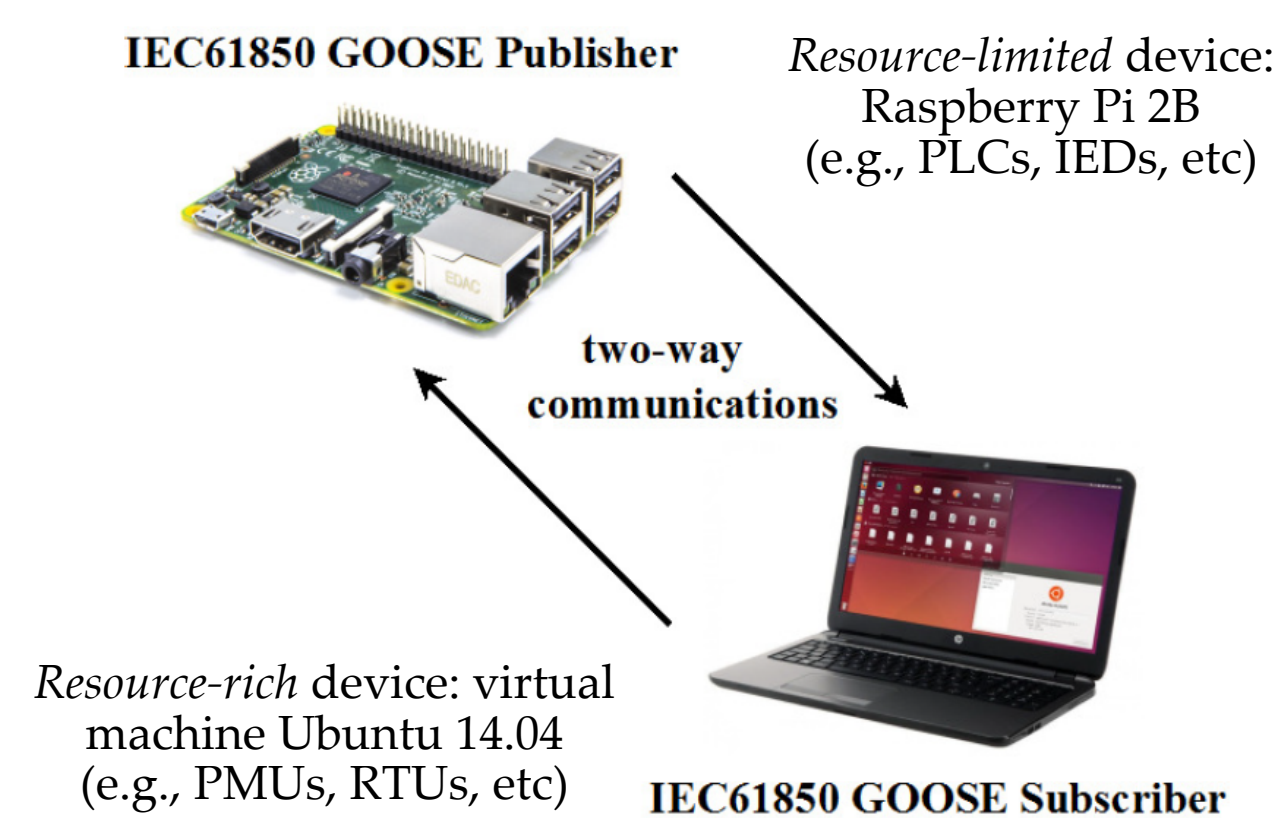 IEC61850 GOOSE Publisher
Resource-limited device:
Raspberry Pi 2B
(e.g., PLCs, IEDs, etc)
EDAC
two-way
communications
Resource-rich device: virtual
machine Ubuntu 14.04
(e.g., PMUs, RTUs, etc)
IEC61850 GOOSE Subscriber